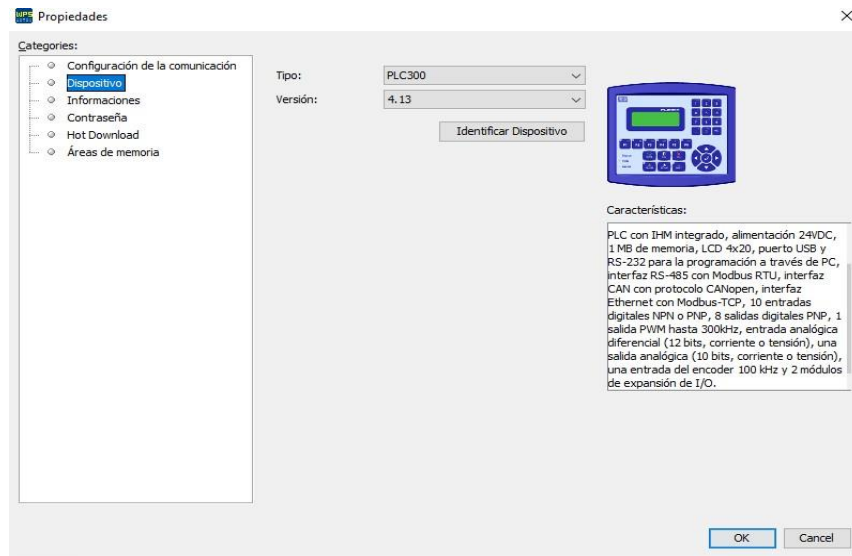 Propiedades
Categories:
Configuración de la comunicación
Dispositivo
Informaciones
Contraseña
Hot Download
Áreas de memoria
Tipo:
PLC300
Versión:
4.13
Identificar Dispositivo
Características:
PLC con IHM integrado, alimentación 24VDC,
1 MB de memoria, LCD 4x20, puerto USB y
RS-232 para la programación a través de PC,
interfaz RS-485 con Modbus RTU, interfaz
CAN con protocolo CANopen, interfaz
Ethernet con Modbus-TCP, 10 entradas
digitales NPN o PNP, 8 salidas digitales PNP, 1
salida PWM hasta 300kHz, entrada analógica
diferencial (12 bits, corriente o tensión), una
salida analógica (10 bits, corriente o tensión),
una entrada del encoder 100 kHz y 2 módulos
de expansión de I/O.
OK
Cancel